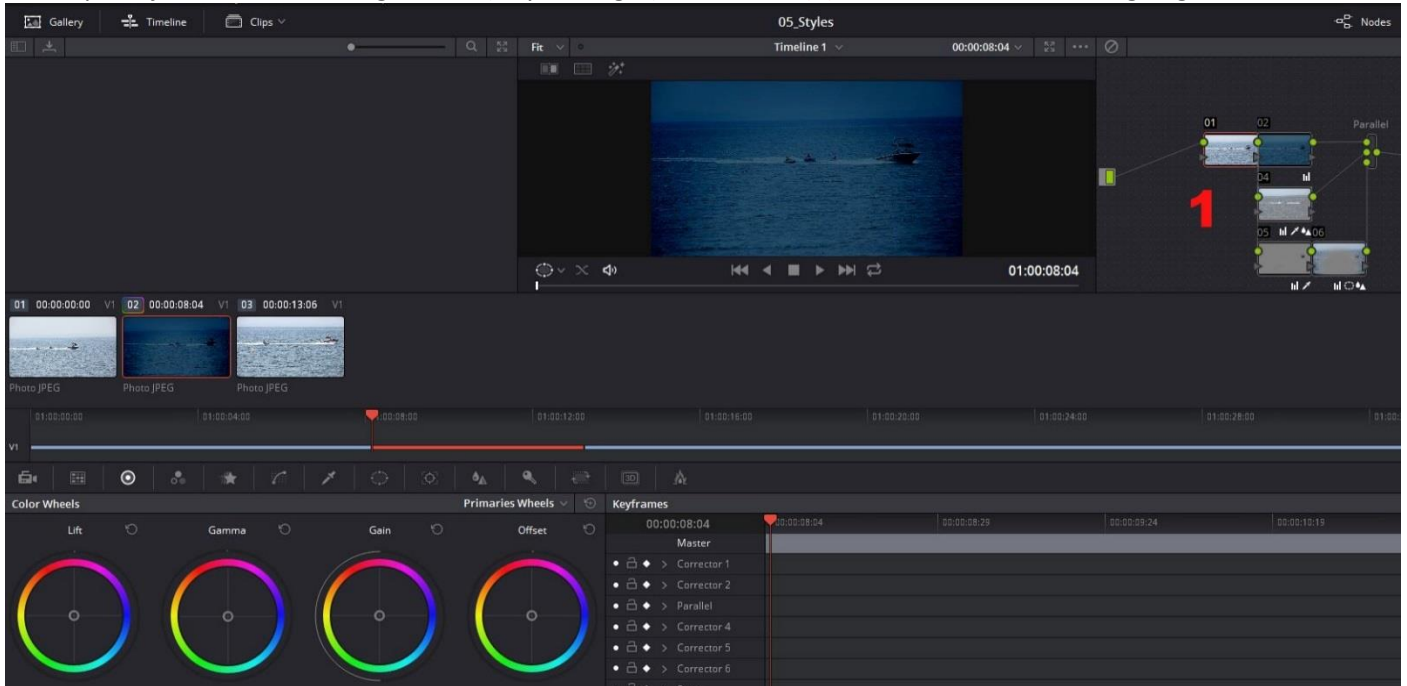 Gallery Timeline Clips 05_Styles Nodes
Fit Timeline 1 00:00:08:04
01 02 Parallel
04
1
05 06
01:00:08:04
01 00:00:00:00 V1 02 00:00:08:04 V1 03 00:00:13:06 V1
Photo JPEG Photo JPEG Photo JPEG
01:00:00:00 01:00:04:00 :00:08:00 01:00:12:00 01:00:16:00 01:00:20:00 01:00:24:00 01:00:28:00 01:00:
V1
3D
Color Wheels Primaries Wheels Keyframes
Lift Gamma Gain Offset 00:00:08:04 00:00:08:04 00:00:08:29 00:00:09:24 00:00:10:19
Master
Corrector 1
Corrector 2
Parallel
Corrector 4
Corrector 5
Corrector 6